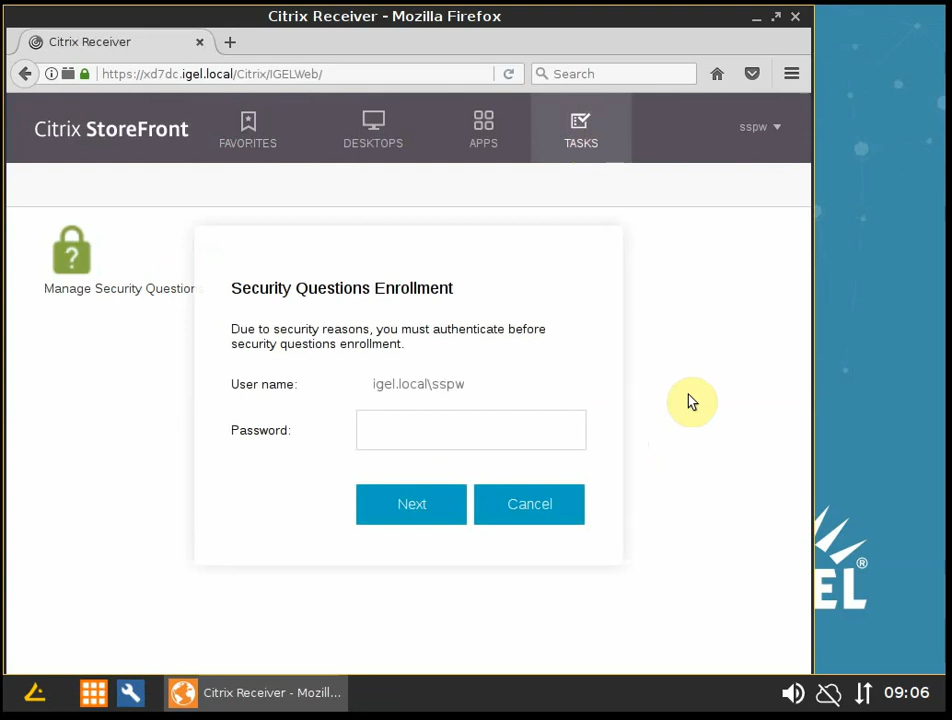 Citrix Receiver - Mozilla Firefox
Citrix Receiver
https://xd7dc.igel.local/Citrix/IGELWeb/
Search
Citrix StoreFront
FAVORITES
DESKTOPS
APPS
TASKS
sspw
?
Manage Security Question
Security Questions Enrollment
Due to security reasons, you must authenticate before
security questions enrollment.
User name:
igel.local\sspw
Password:
Next
Cancel
EL®
Citrix Receiver - Mozill...
09:06